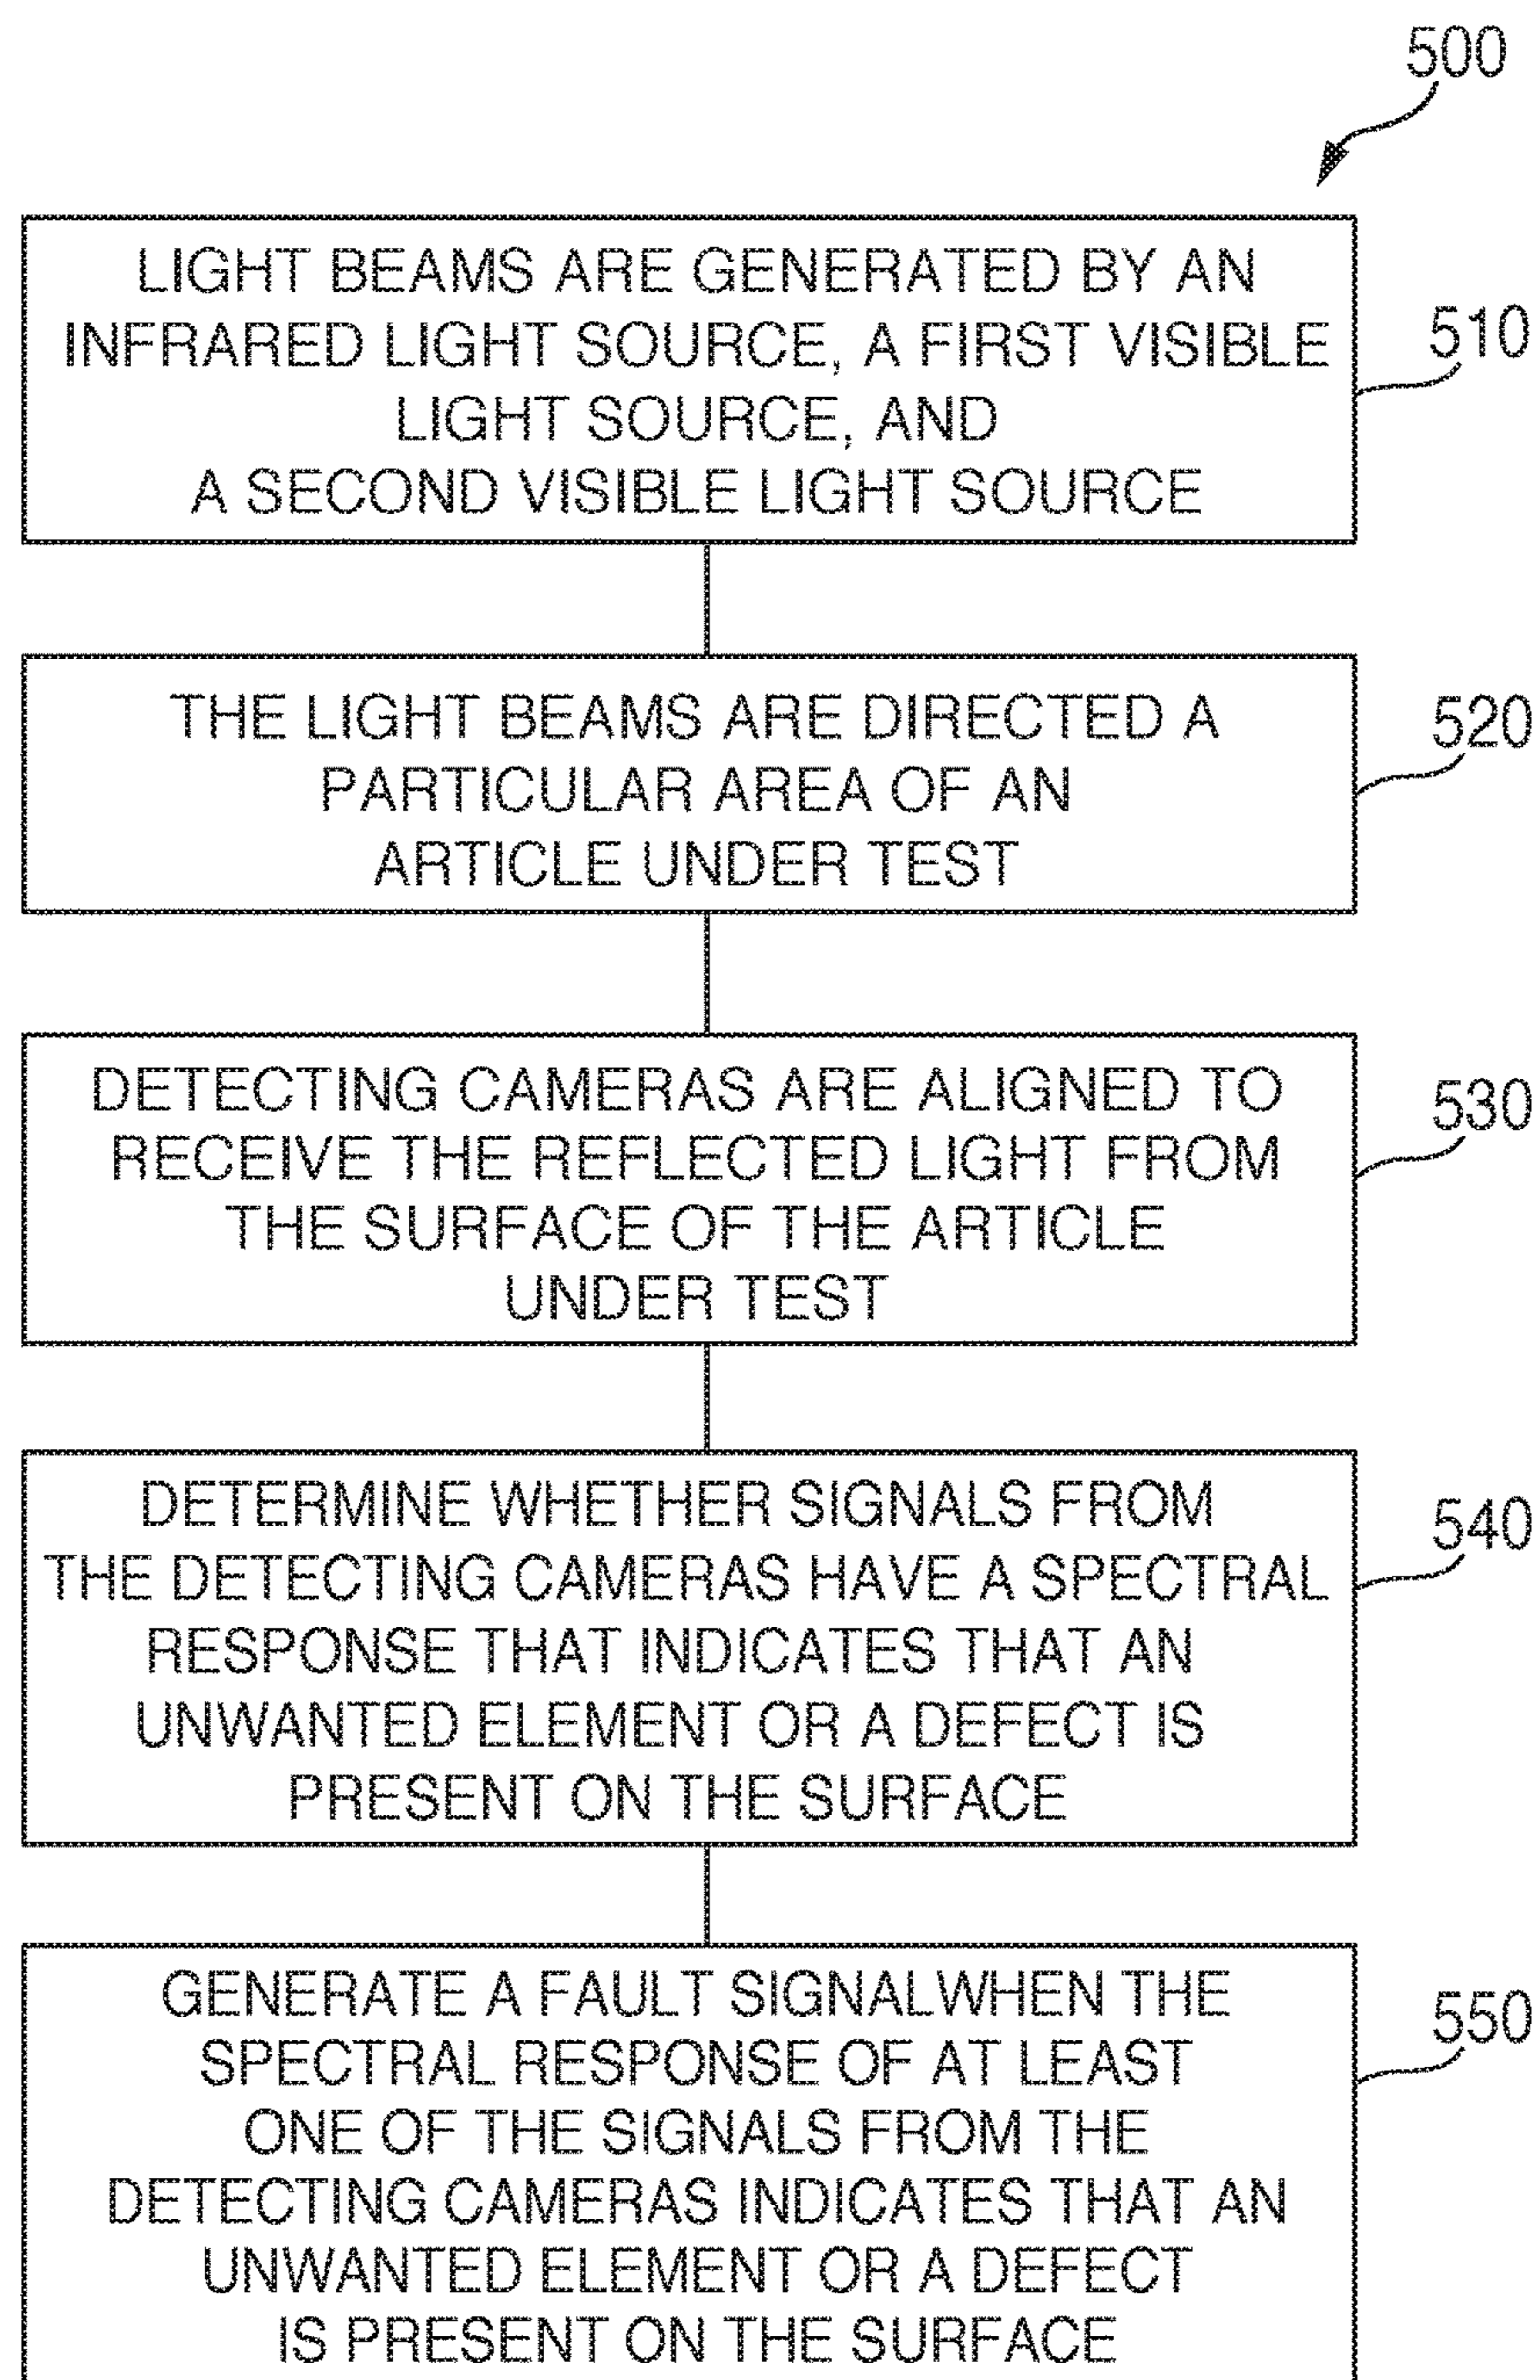 500
LIGHT BEAMS ARE GENERATED BY AN
INFRARED LIGHT SOURCE, A FIRST VISIBLE
LIGHT SOURCE, AND
A SECOND VISIBLE LIGHT SOURCE
510
THE LIGHT BEAMS ARE DIRECTED A
PARTICULAR AREA OF AN
ARTICLE UNDER TEST
520
DETECTING CAMERAS ARE ALIGNED TO
RECEIVE THE REFLECTED LIGHT FROM
THE SURFACE OF THE ARTICLE
UNDER TEST
530
DETERMINE WHETHER SIGNALS FROM
THE DETECTING CAMERAS HAVE A SPECTRAL
RESPONSE THAT INDICATES THAT AN
UNWANTED ELEMENT OR A DEFECT IS
PRESENT ON THE SURFACE
540
GENERATE A FAULT SIGNALWHEN THE
SPECTRAL RESPONSE OF AT LEAST
ONE OF THE SIGNALS FROM THE
DETECTING CAMERAS INDICATES THAT AN
UNWANTED ELEMENT OR A DEFECT
IS PRESENT ON THE SURFACE
550